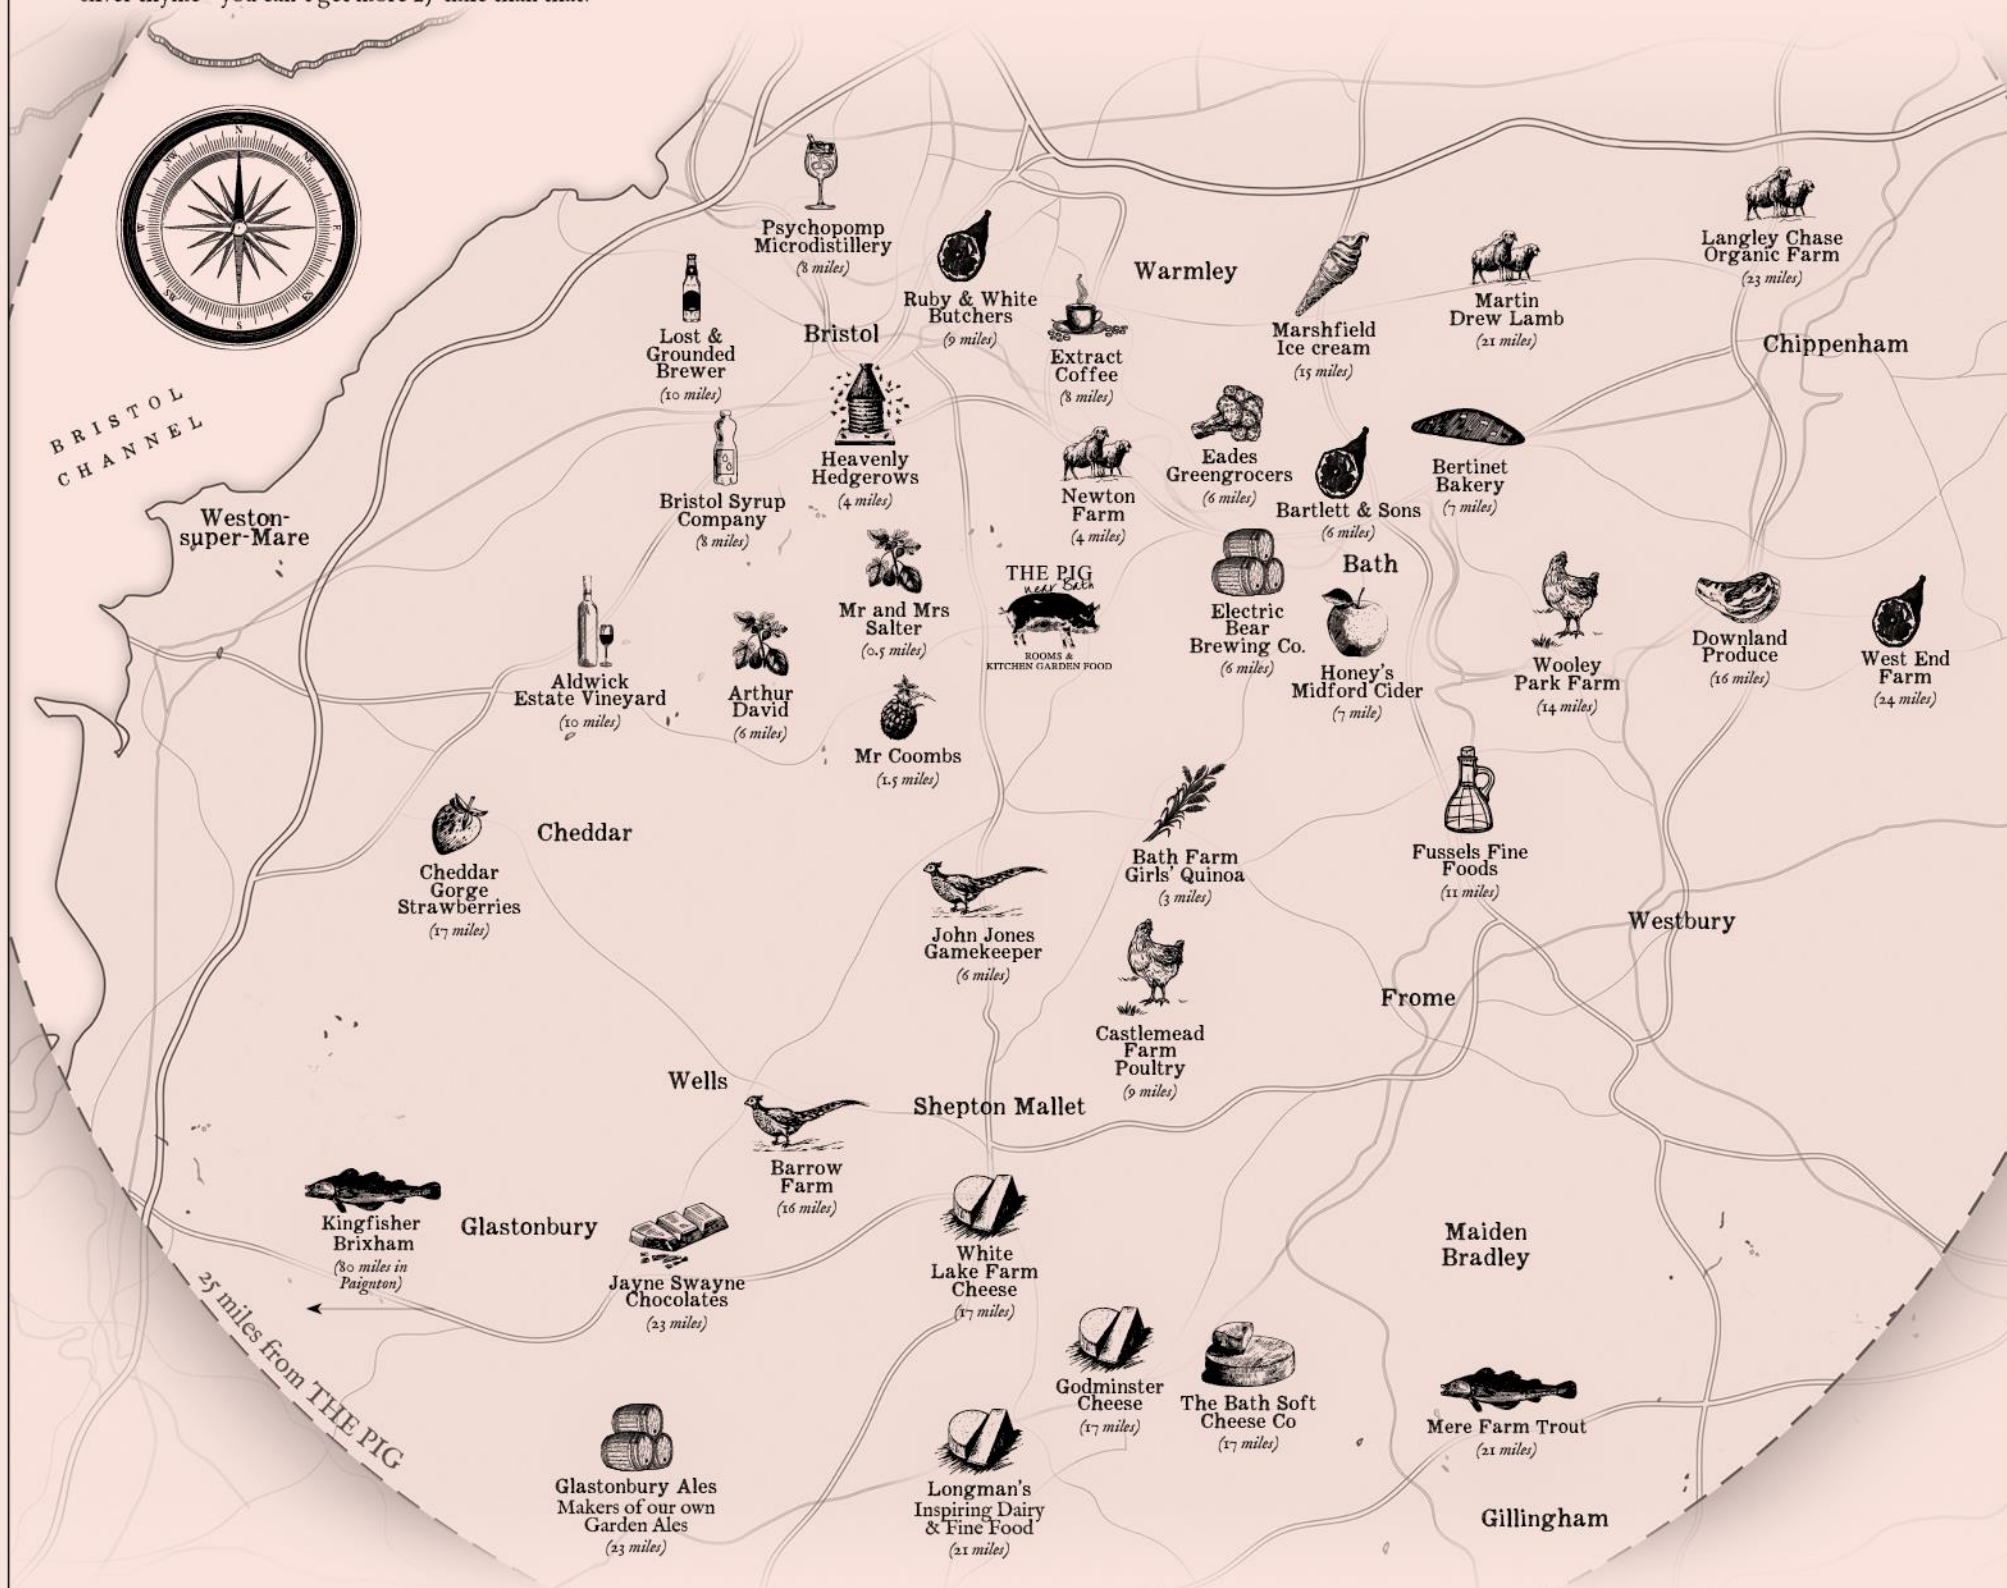 N
NE
E
S
SW
W
NW
Psychopomp
Microdistillery
(8 miles)
Lost &
Grounded
Brewer
(10 miles)
Bristol
Ruby & White
Butchers
(9 miles)
Extract
Coffee
(8 miles)
Warmley
Marshfield
Ice cream
(15 miles)
Martin
Drew Lamb
(21 miles)
Langley Chase
Organic Farm
(23 miles)
Chippenham
BRISTOL
CHANNEL
Weston-
super-Mare
Bristol Syrup
Company
(8 miles)
Heavenly
Hedgerows
(4 miles)
Newton
Farm
(4 miles)
Eades
Greengrocers
(6 miles)
Bartlett & Sons
(6 miles)
Bertinet
Bakery
(7 miles)
Bath
Aldwick
Estate Vineyard
(10 miles)
Arthur
David
(6 miles)
Mr and Mrs
Salter
(0.5 miles)
Mr Coombs
(1.5 miles)
THE PIG
near Bath
ROOMS &
KITCHEN GARDEN FOOD
Electric
Bear
Brewing Co.
(6 miles)
Honey's
Midford Cider
(7 mile)
Wooley
Park Farm
(14 miles)
Downland
Produce
(16 miles)
West End
Farm
(24 miles)
Cheddar
Gorge
Strawberries
(17 miles)
Cheddar
John Jones
Gamekeeper
(6 miles)
Bath Farm
Girls' Quinoa
(3 miles)
Fussels Fine
Foods
(11 miles)
Westbury
Castlemead
Farm
Poultry
(9 miles)
Frome
Wells
Shepton Mallet
Barrow
Farm
(16 miles)
Kingfisher
Brixham
(80 miles in
Paignton)
Glastonbury
Jayne Swayne
Chocolates
(23 miles)
White
Lake Farm
Cheese
(17 miles)
Maiden
Bradley
Godminster
Cheese
(17 miles)
The Bath Soft
Cheese Co
(17 miles)
Mere Farm Trout
(21 miles)
25 miles from THE PIG
Glastonbury Ales
Makers of our own
Garden Ales
(23 miles)
Longman's
Inspiring Dairy
& Fine Food
(21 miles)
Gillingham